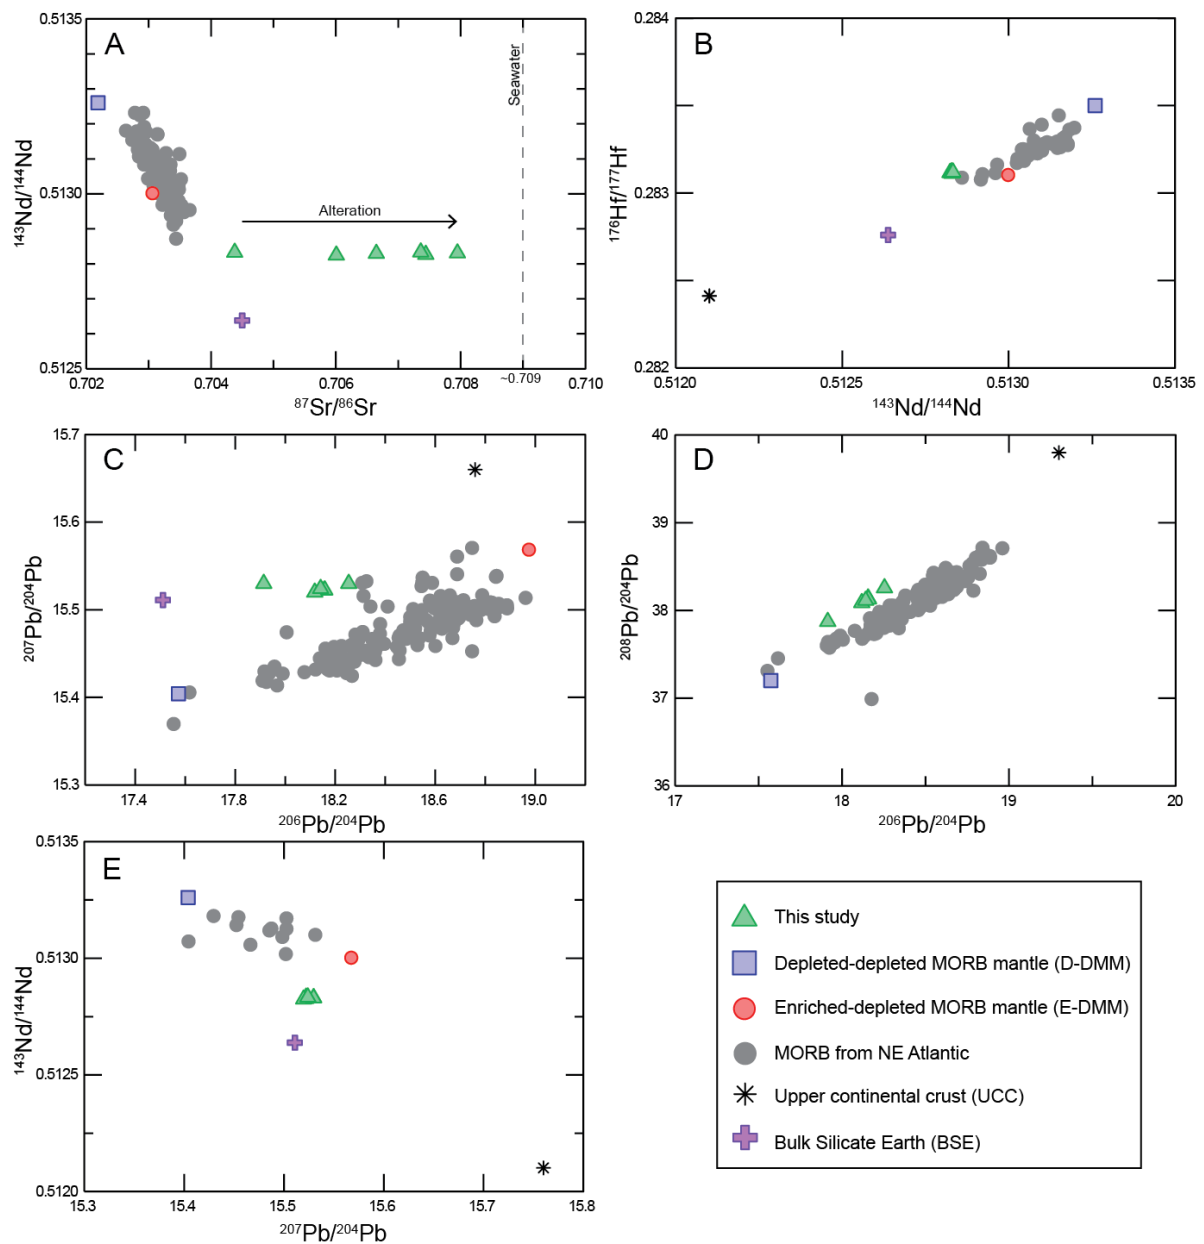 A
0.5135
0.5130
0.5125
143Nd/144Nd
Alteration
Seawater
~0.709
0.702
0.704
0.706
0.708
0.710
87Sr/86Sr
B
0.284
0.283
0.282
176Hf/177Hf
0.5120
0.5125
0.5130
0.5135
143Nd/144Nd
C
15.7
15.6
15.5
15.4
15.3
207Pb/204Pb
17.4
17.8
18.2
18.6
19.0
206Pb/204Pb
D
40
39
38
37
36
208Pb/204Pb
17
18
19
20
206Pb/204Pb
E
0.5135
0.5130
0.5125
0.5120
143Nd/144Nd
15.3
15.4
15.5
15.6
15.7
15.8
207Pb/204Pb
This study
Depleted-depleted MORB mantle (D-DMM)
Enriched-depleted MORB mantle (E-DMM)
MORB from NE Atlantic
Upper continental crust (UCC)
Bulk Silicate Earth (BSE)